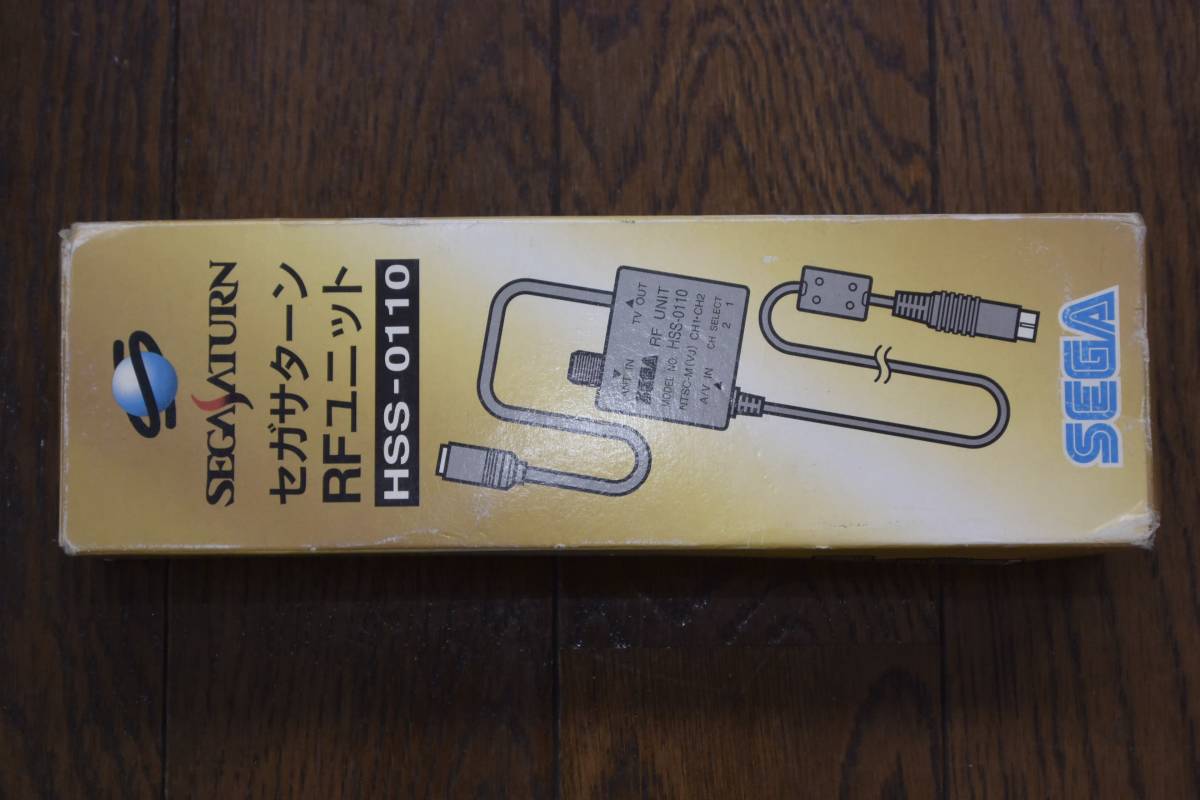 SEGA SATURN
セガサターン
RFユニット
HSS-0110
ANT IN
TV OUT
SEGA RF UNIT
MODEL NO. HSS-0110
NTSC-M(VJ) CH1・CH2
A/V IN
CH SELECT
2 1
SEGA